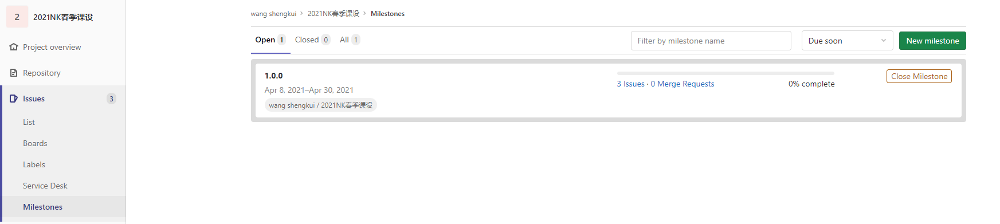 2 2021NK春季课设
Project overview
Repository
Issues 3
List
Boards
Labels
Service Desk
Milestones
wang shengkui › 2021NK春季课设 › Milestones
Open 1 Closed 0 All 1 Filter by milestone name Due soon New milestone
1.0.0 Close Milestone
3 Issues · 0 Merge Requests 0% complete
Apr 8, 2021–Apr 30, 2021
wang shengkui / 2021NK春季课设